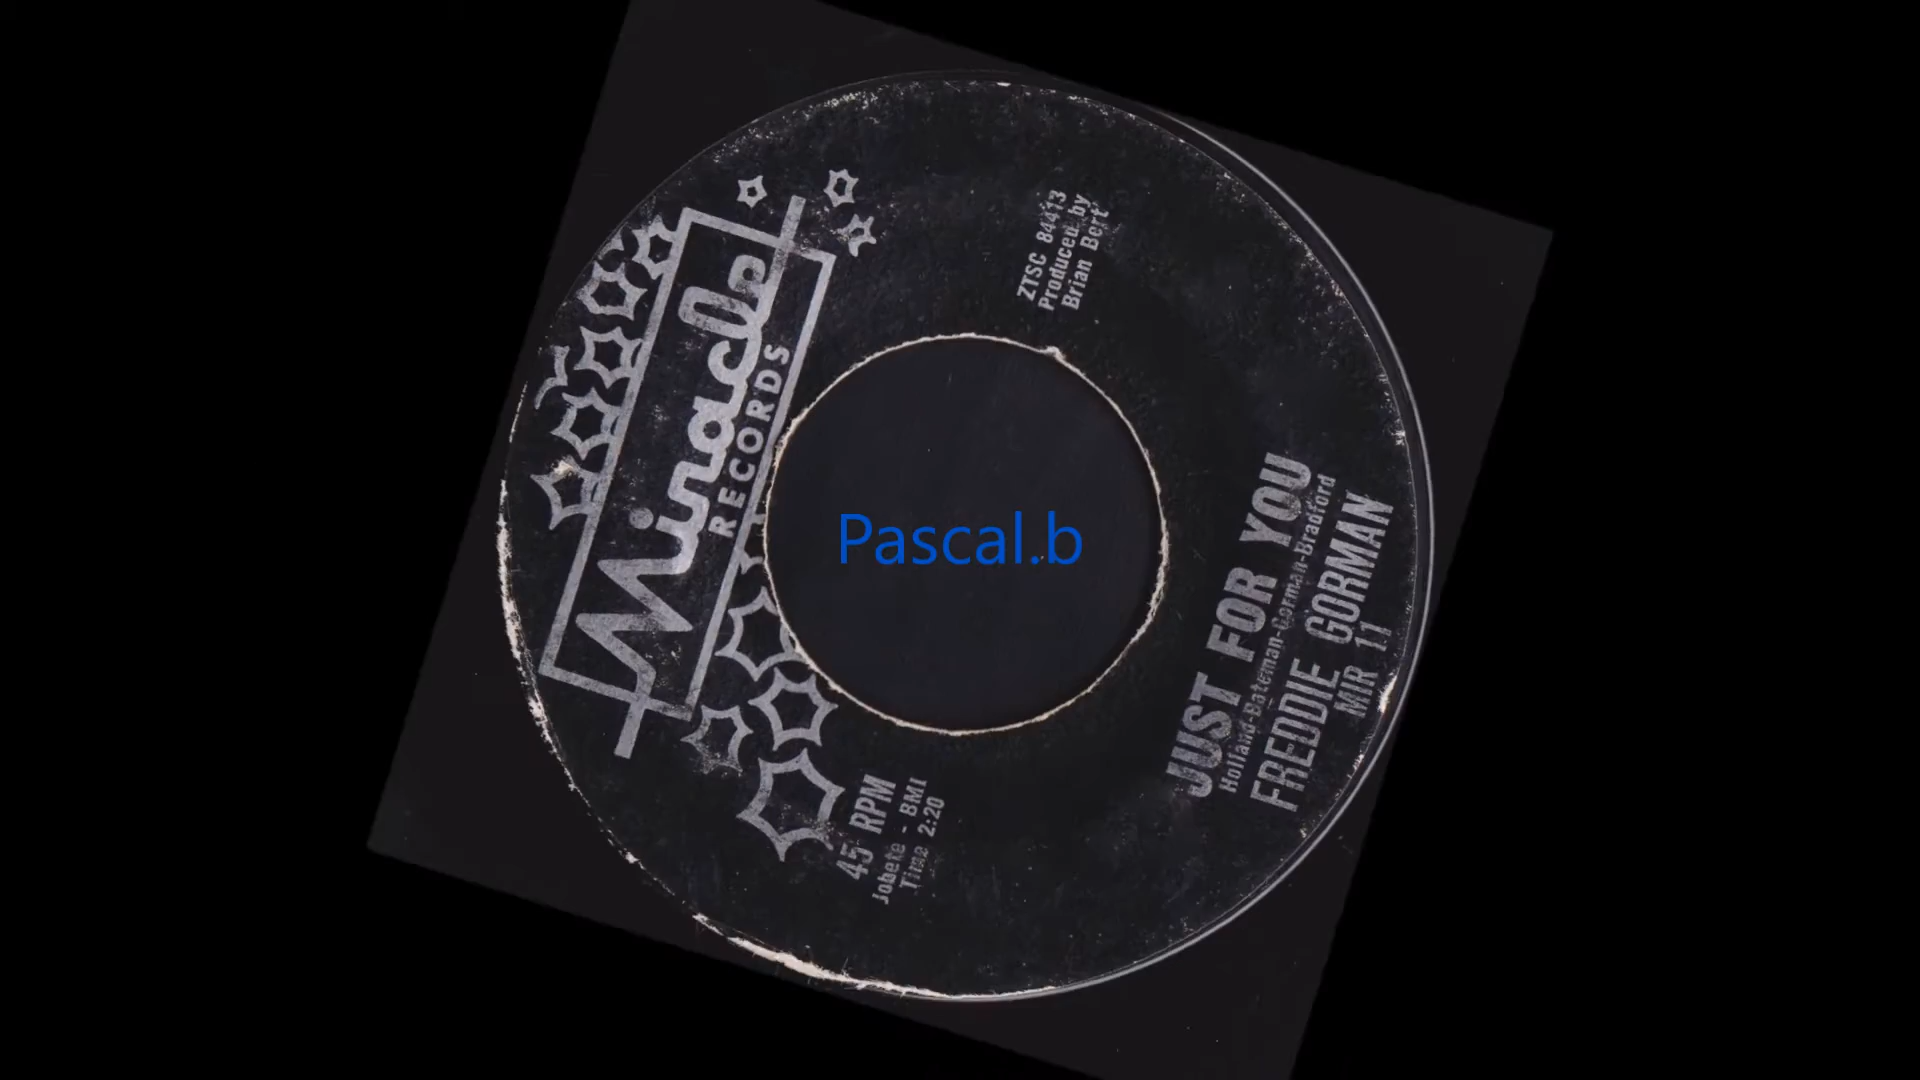 Miracle
RECORDS
ZTSC 84413
Produced by
Brian Bert
45 RPM
Jobete - BMI
Time 2:20
JUST FOR YOU
Holland-Bateman-Gorman-Bradford
FREDDIE GORMAN
MIR 11
Pascal.b